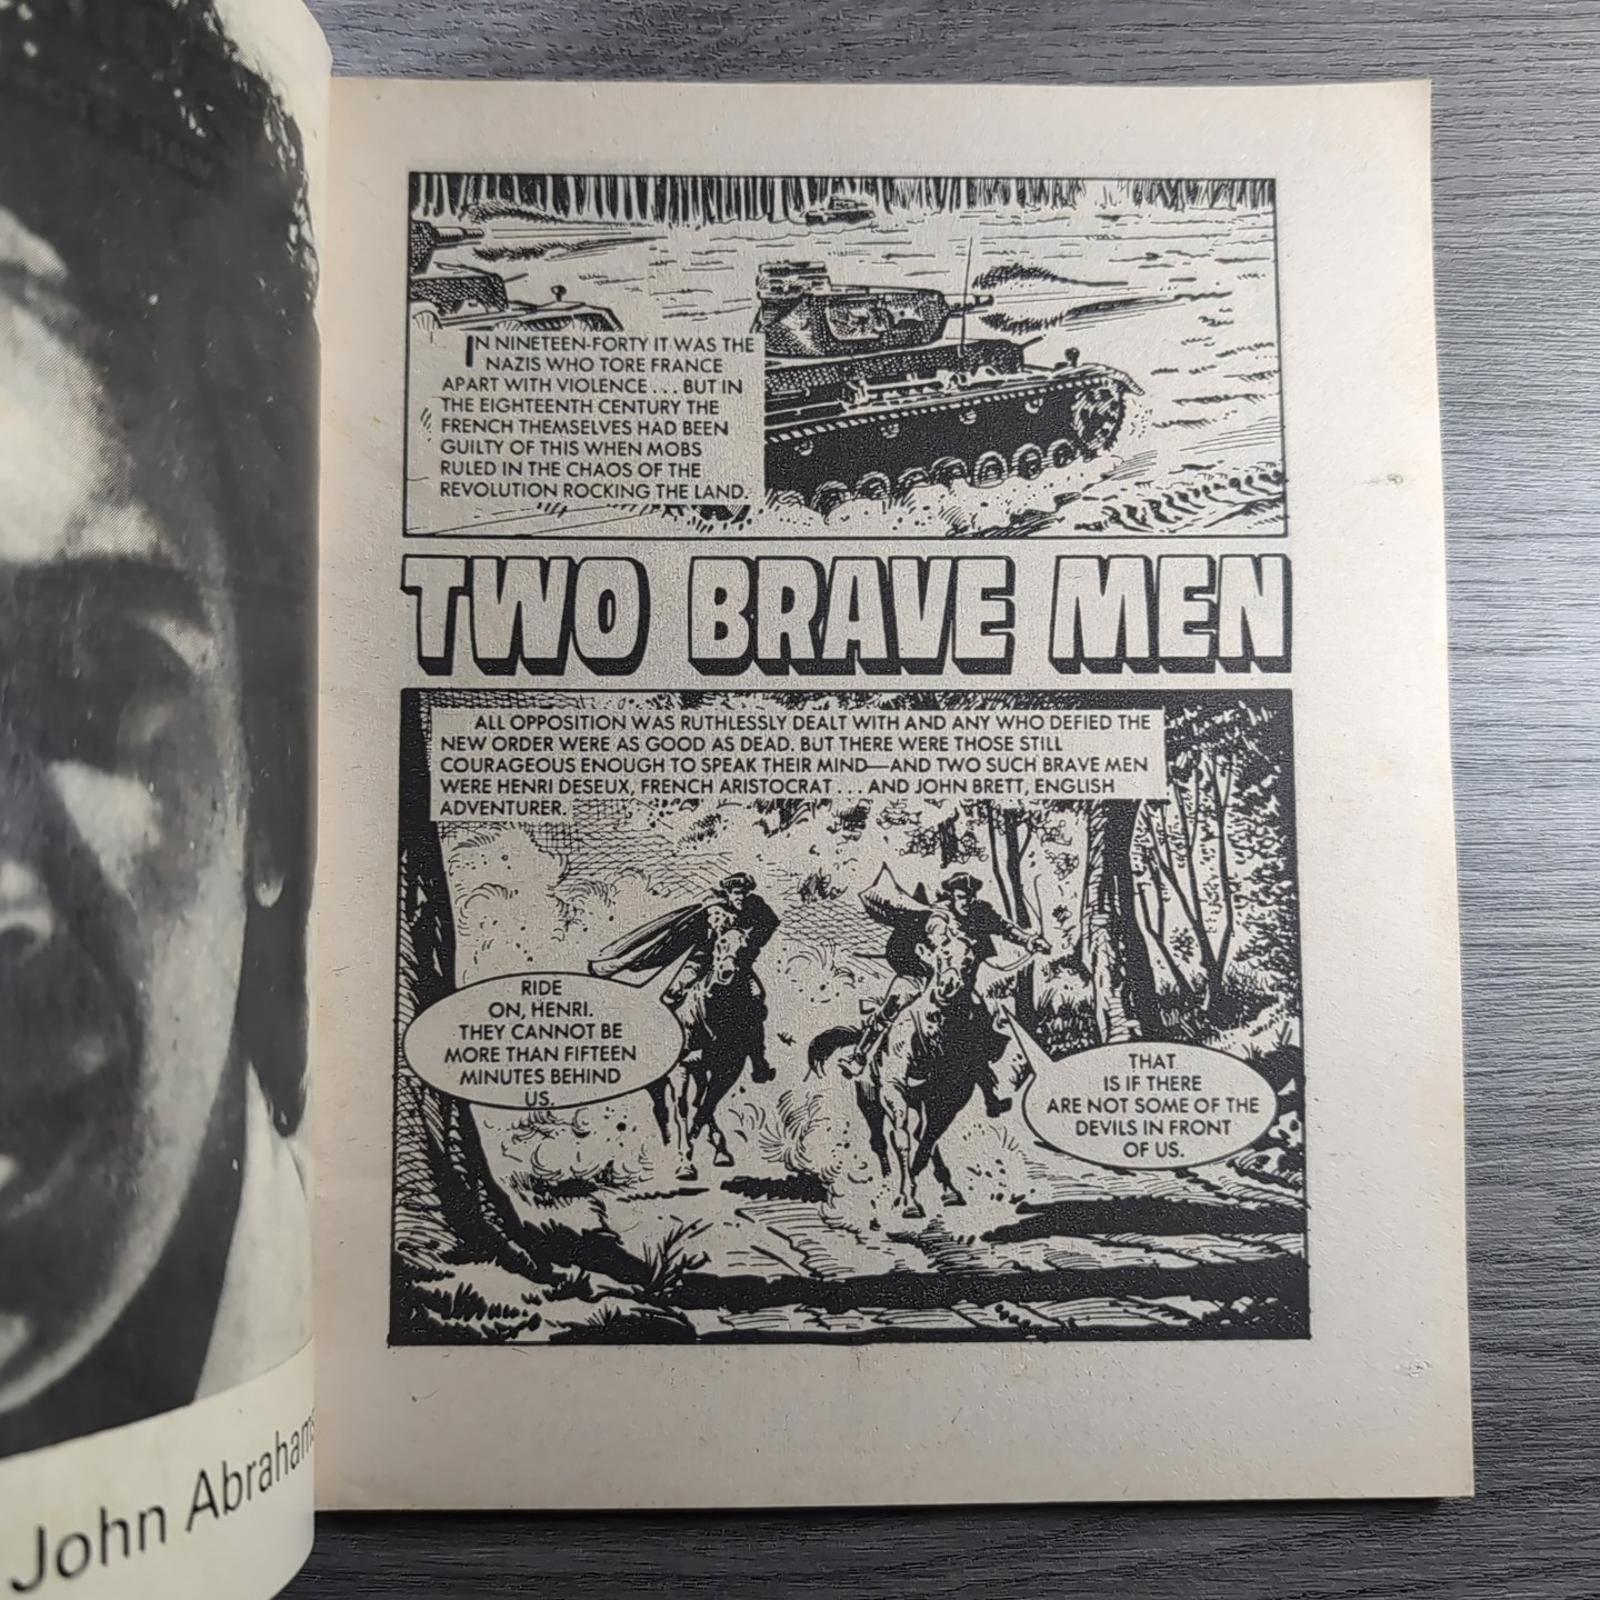 John Abrahams
IN NINETEEN-FORTY IT WAS THE
NAZIS WHO TORE FRANCE
APART WITH VIOLENCE . . . BUT IN
THE EIGHTEENTH CENTURY THE
FRENCH THEMSELVES HAD BEEN
GUILTY OF THIS WHEN MOBS
RULED IN THE CHAOS OF THE
REVOLUTION ROCKING THE LAND.
TWO BRAVE MEN
ALL OPPOSITION WAS RUTHLESSLY DEALT WITH AND ANY WHO DEFIED THE
NEW ORDER WERE AS GOOD AS DEAD. BUT THERE WERE THOSE STILL
COURAGEOUS ENOUGH TO SPEAK THEIR MIND—AND TWO SUCH BRAVE MEN
WERE HENRI DESEUX, FRENCH ARISTOCRAT . . . AND JOHN BRETT, ENGLISH
ADVENTURER.
RIDE
ON, HENRI.
THEY CANNOT BE
MORE THAN FIFTEEN
MINUTES BEHIND
US.
THAT
IS IF THERE
ARE NOT SOME OF THE
DEVILS IN FRONT
OF US.